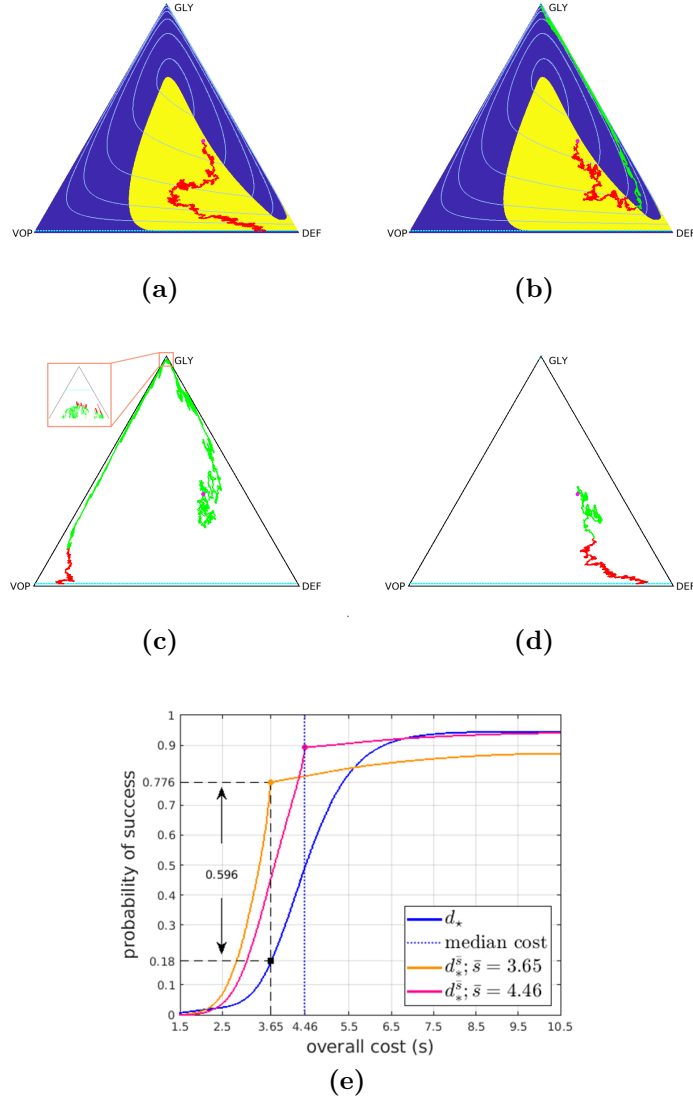 GLY
GLY
VOP
DEF
VOP
DEF
(a)
(b)
GLY
GLY
VOP
DEF
VOP
DEF
(c)
(d)
1
0.9
0.776
0.7
0.6
0.5
0.4
0.3
0.18
0.1
0
probability of success
0.596
d⋆
median cost
d_*^s̄; s̄ = 3.65
d_*^s̄; s̄ = 4.46
1.5 2.5 3.65 4.46 5.5 6.5 7.5 8.5 9.5 10.5
overall cost (s)
(e)